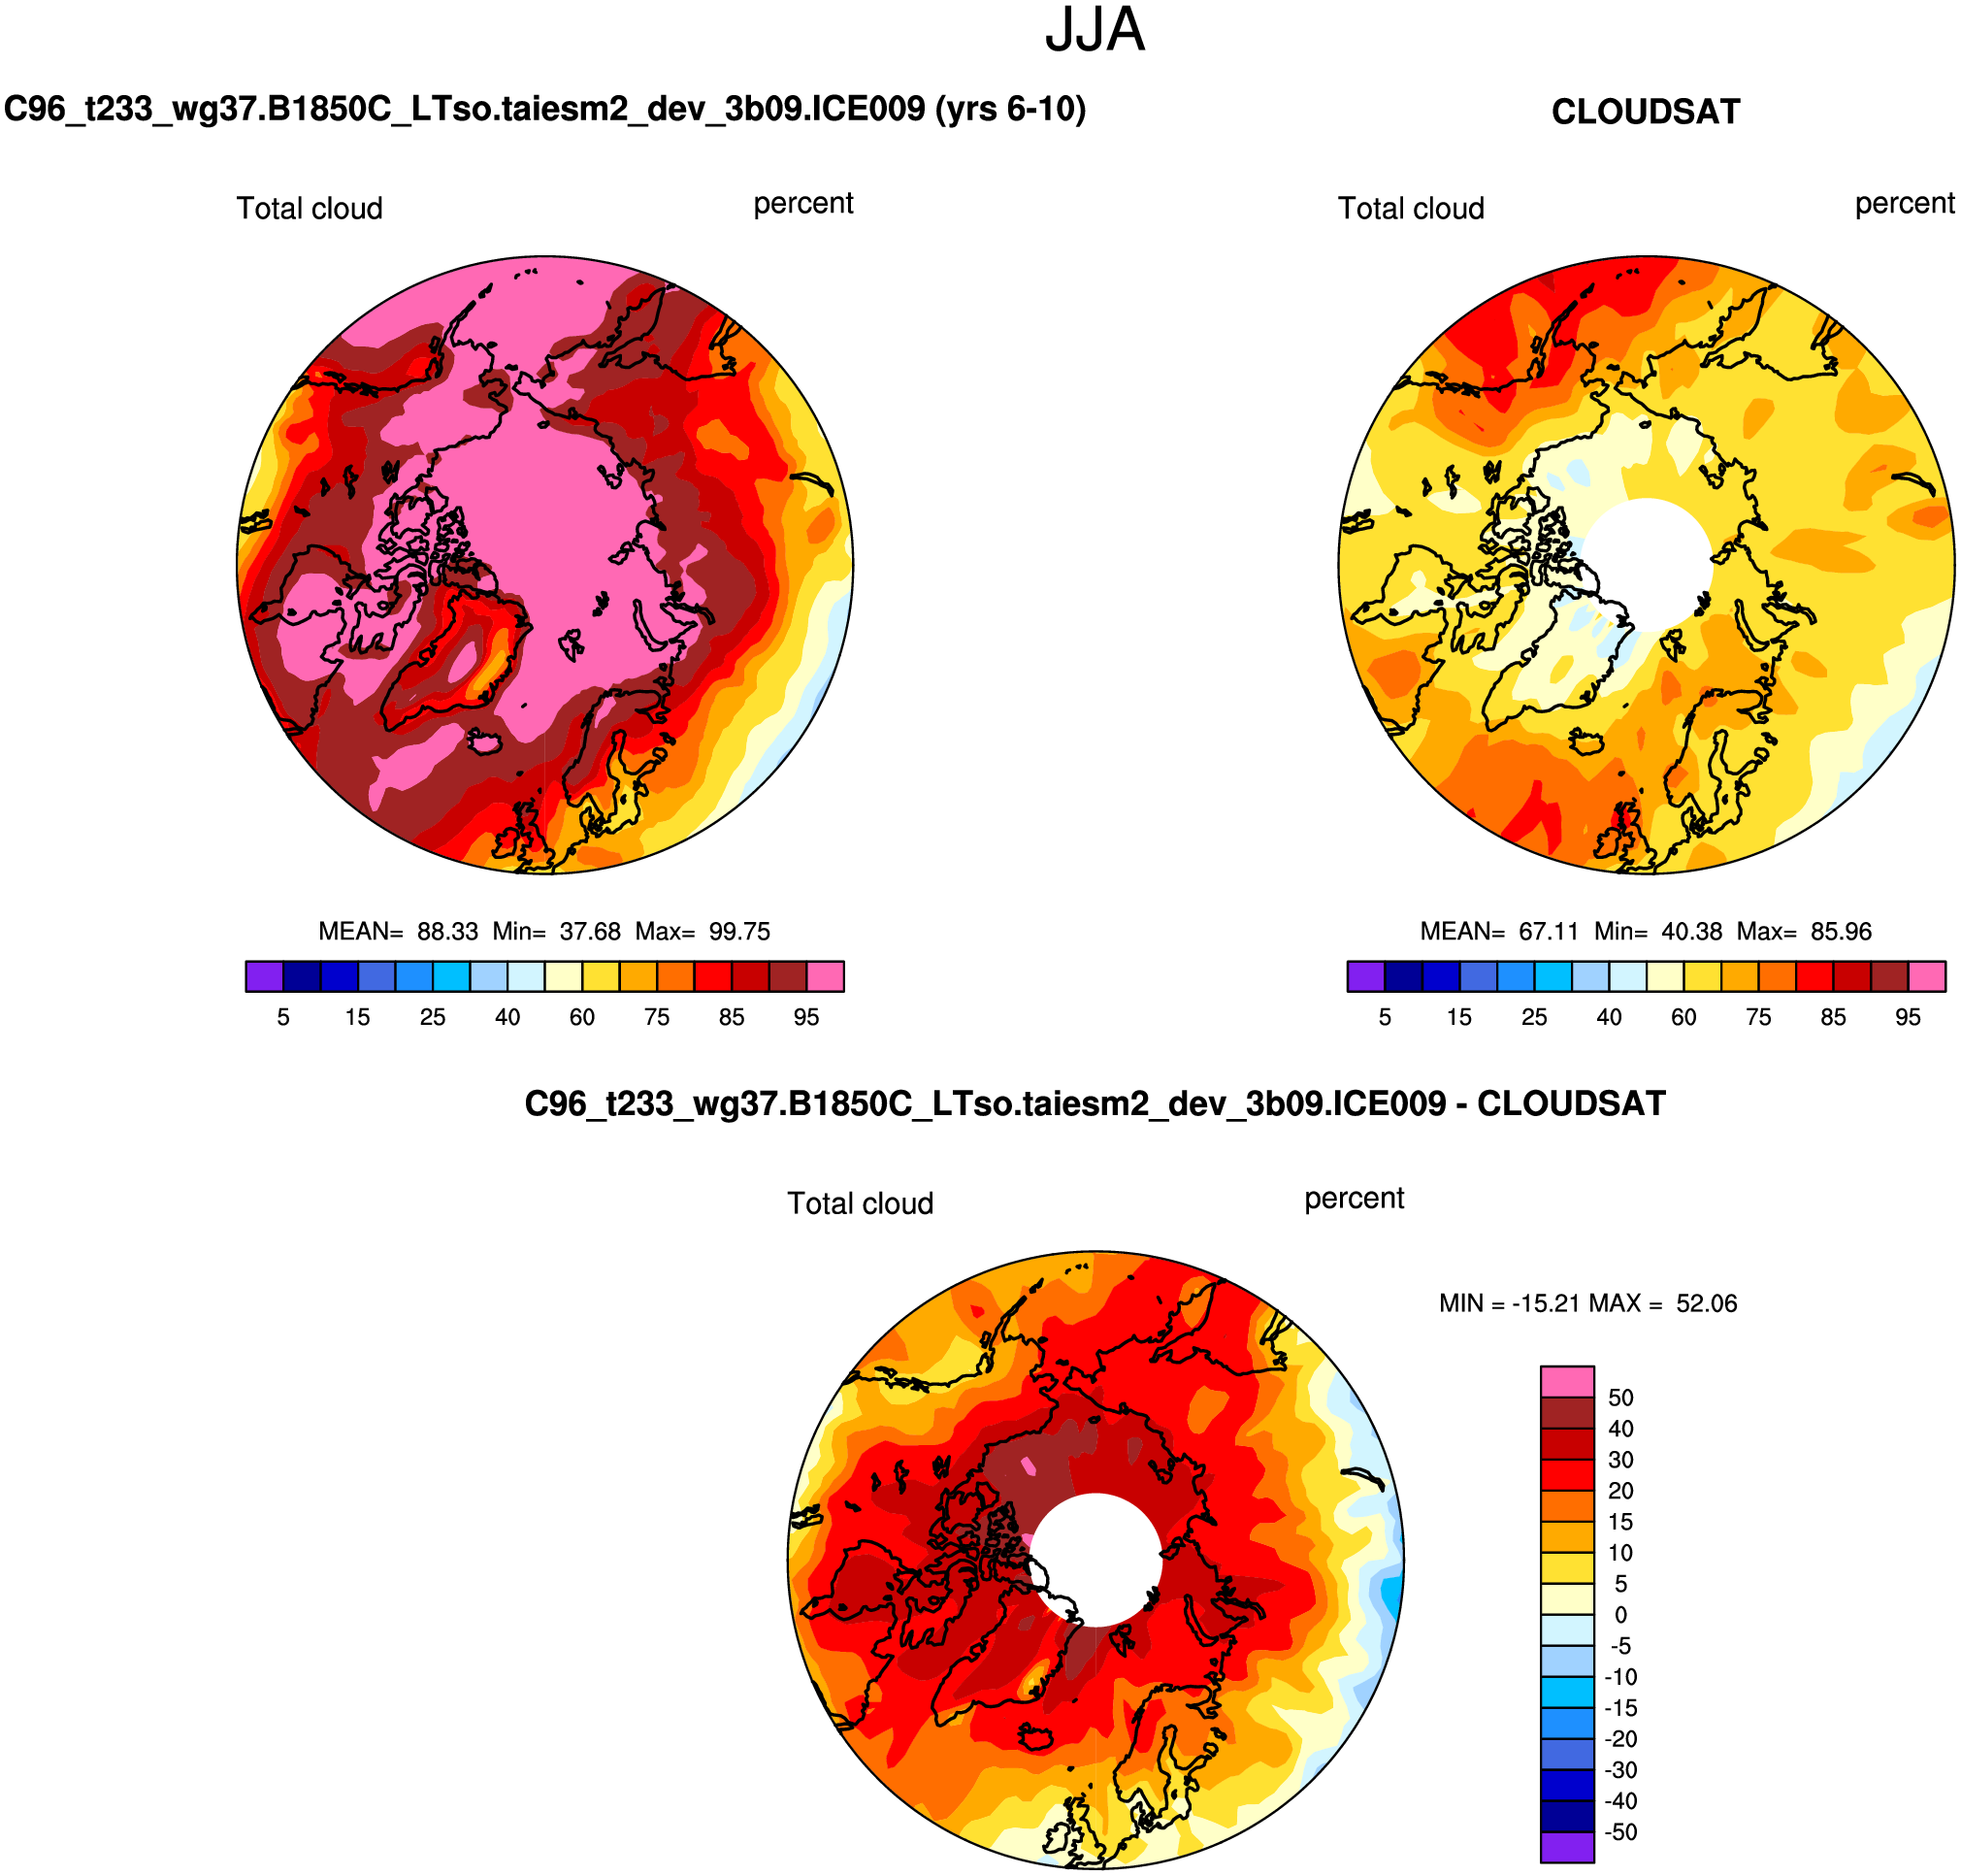 JJA
C96_t233_wg37.B1850C_LTso.taiesm2_dev_3b09.ICE009 (yrs 6-10)
CLOUDSAT
Total cloud percent
Total cloud percent
MEAN= 88.33 Min= 37.68 Max= 99.75
MEAN= 67.11 Min= 40.38 Max= 85.96
5 15 25 40 60 75 85 95
5 15 25 40 60 75 85 95
C96_t233_wg37.B1850C_LTso.taiesm2_dev_3b09.ICE009 - CLOUDSAT
Total cloud percent
MIN = -15.21 MAX = 52.06
50
40
30
20
15
10
5
0
-5
-10
-15
-20
-30
-40
-50